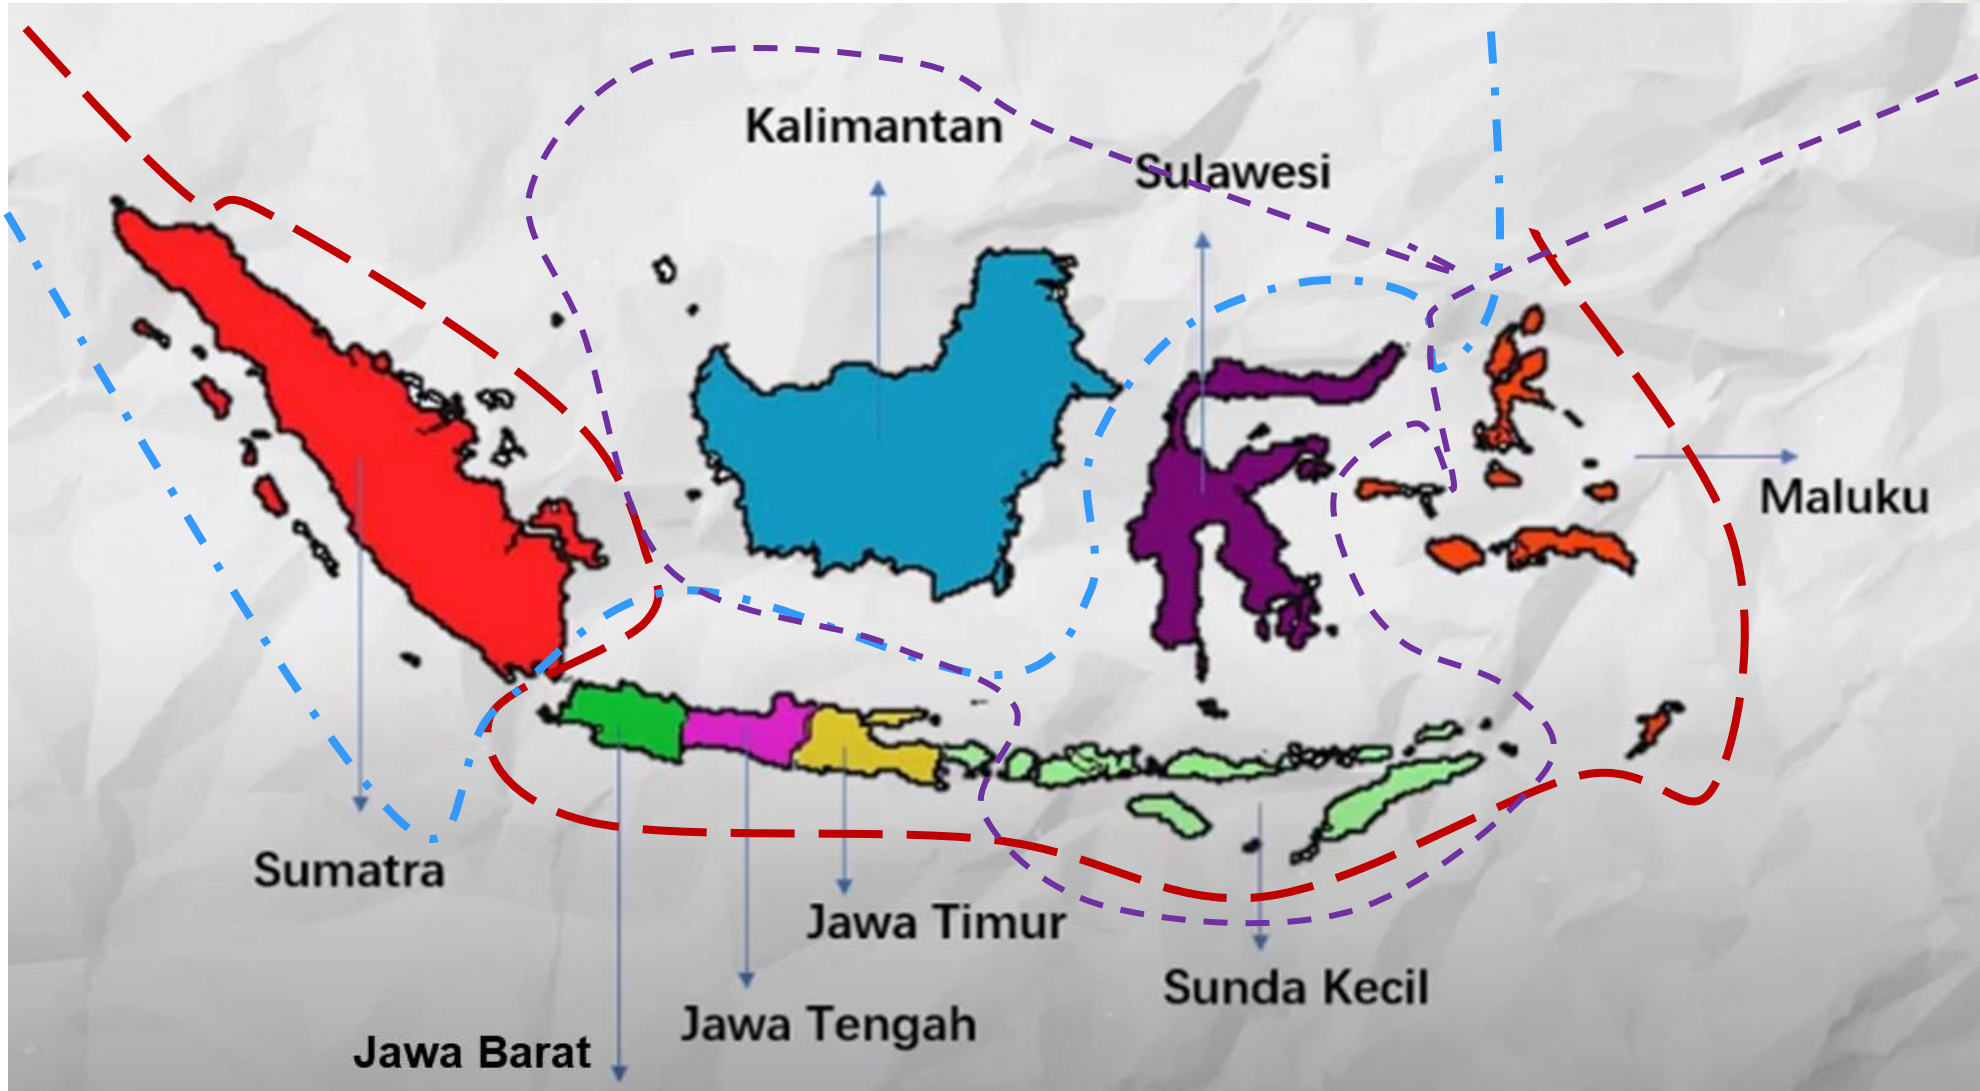 Kalimantan
Sulawesi
Maluku
Sumatra
Jawa Timur
Sunda Kecil
Jawa Tengah
Jawa Barat